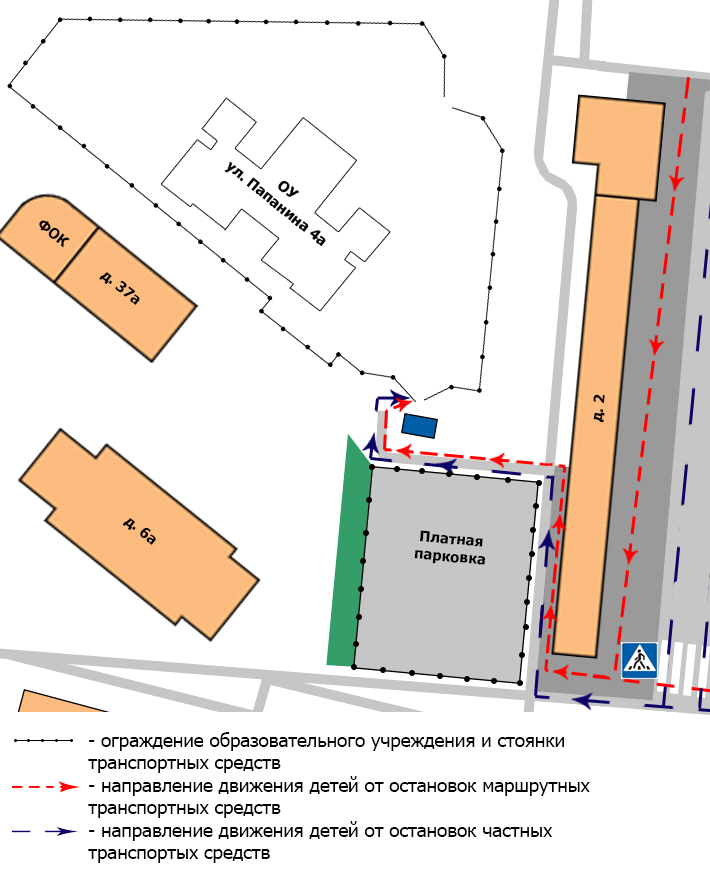 ОУ
ул. Папанина 4а
ФОК
д. 37а
д. 2
д. 6а
Платная
парковка
- ограждение образовательного учреждения и стоянки
транспортных средств
- направление движения детей от остановок маршрутных
транспортных средств
- направление движения детей от остановок частных
транспортых средств